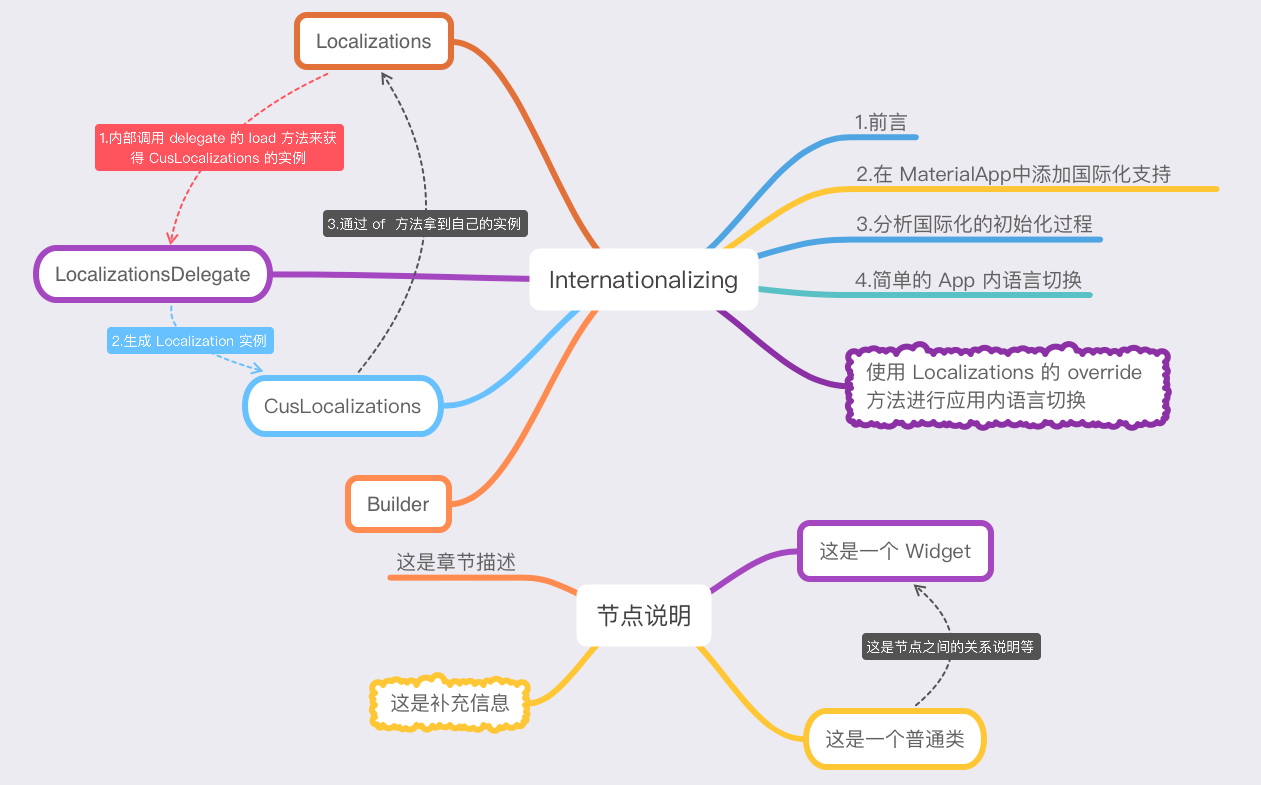 Localizations
1.内部调用 delegate 的 load 方法来获
得 CusLocalizations 的实例
3.通过 of 方法拿到自己的实例
LocalizationsDelegate
2.生成 Localization 实例
CusLocalizations
Builder
Internationalizing
1.前言
2.在 MaterialApp中添加国际化支持
3.分析国际化的初始化过程
4.简单的 App 内语言切换
使用 Localizations 的 override
方法进行应用内语言切换
这是章节描述
节点说明
这是补充信息
这是一个 Widget
这是节点之间的关系说明等
这是一个普通类